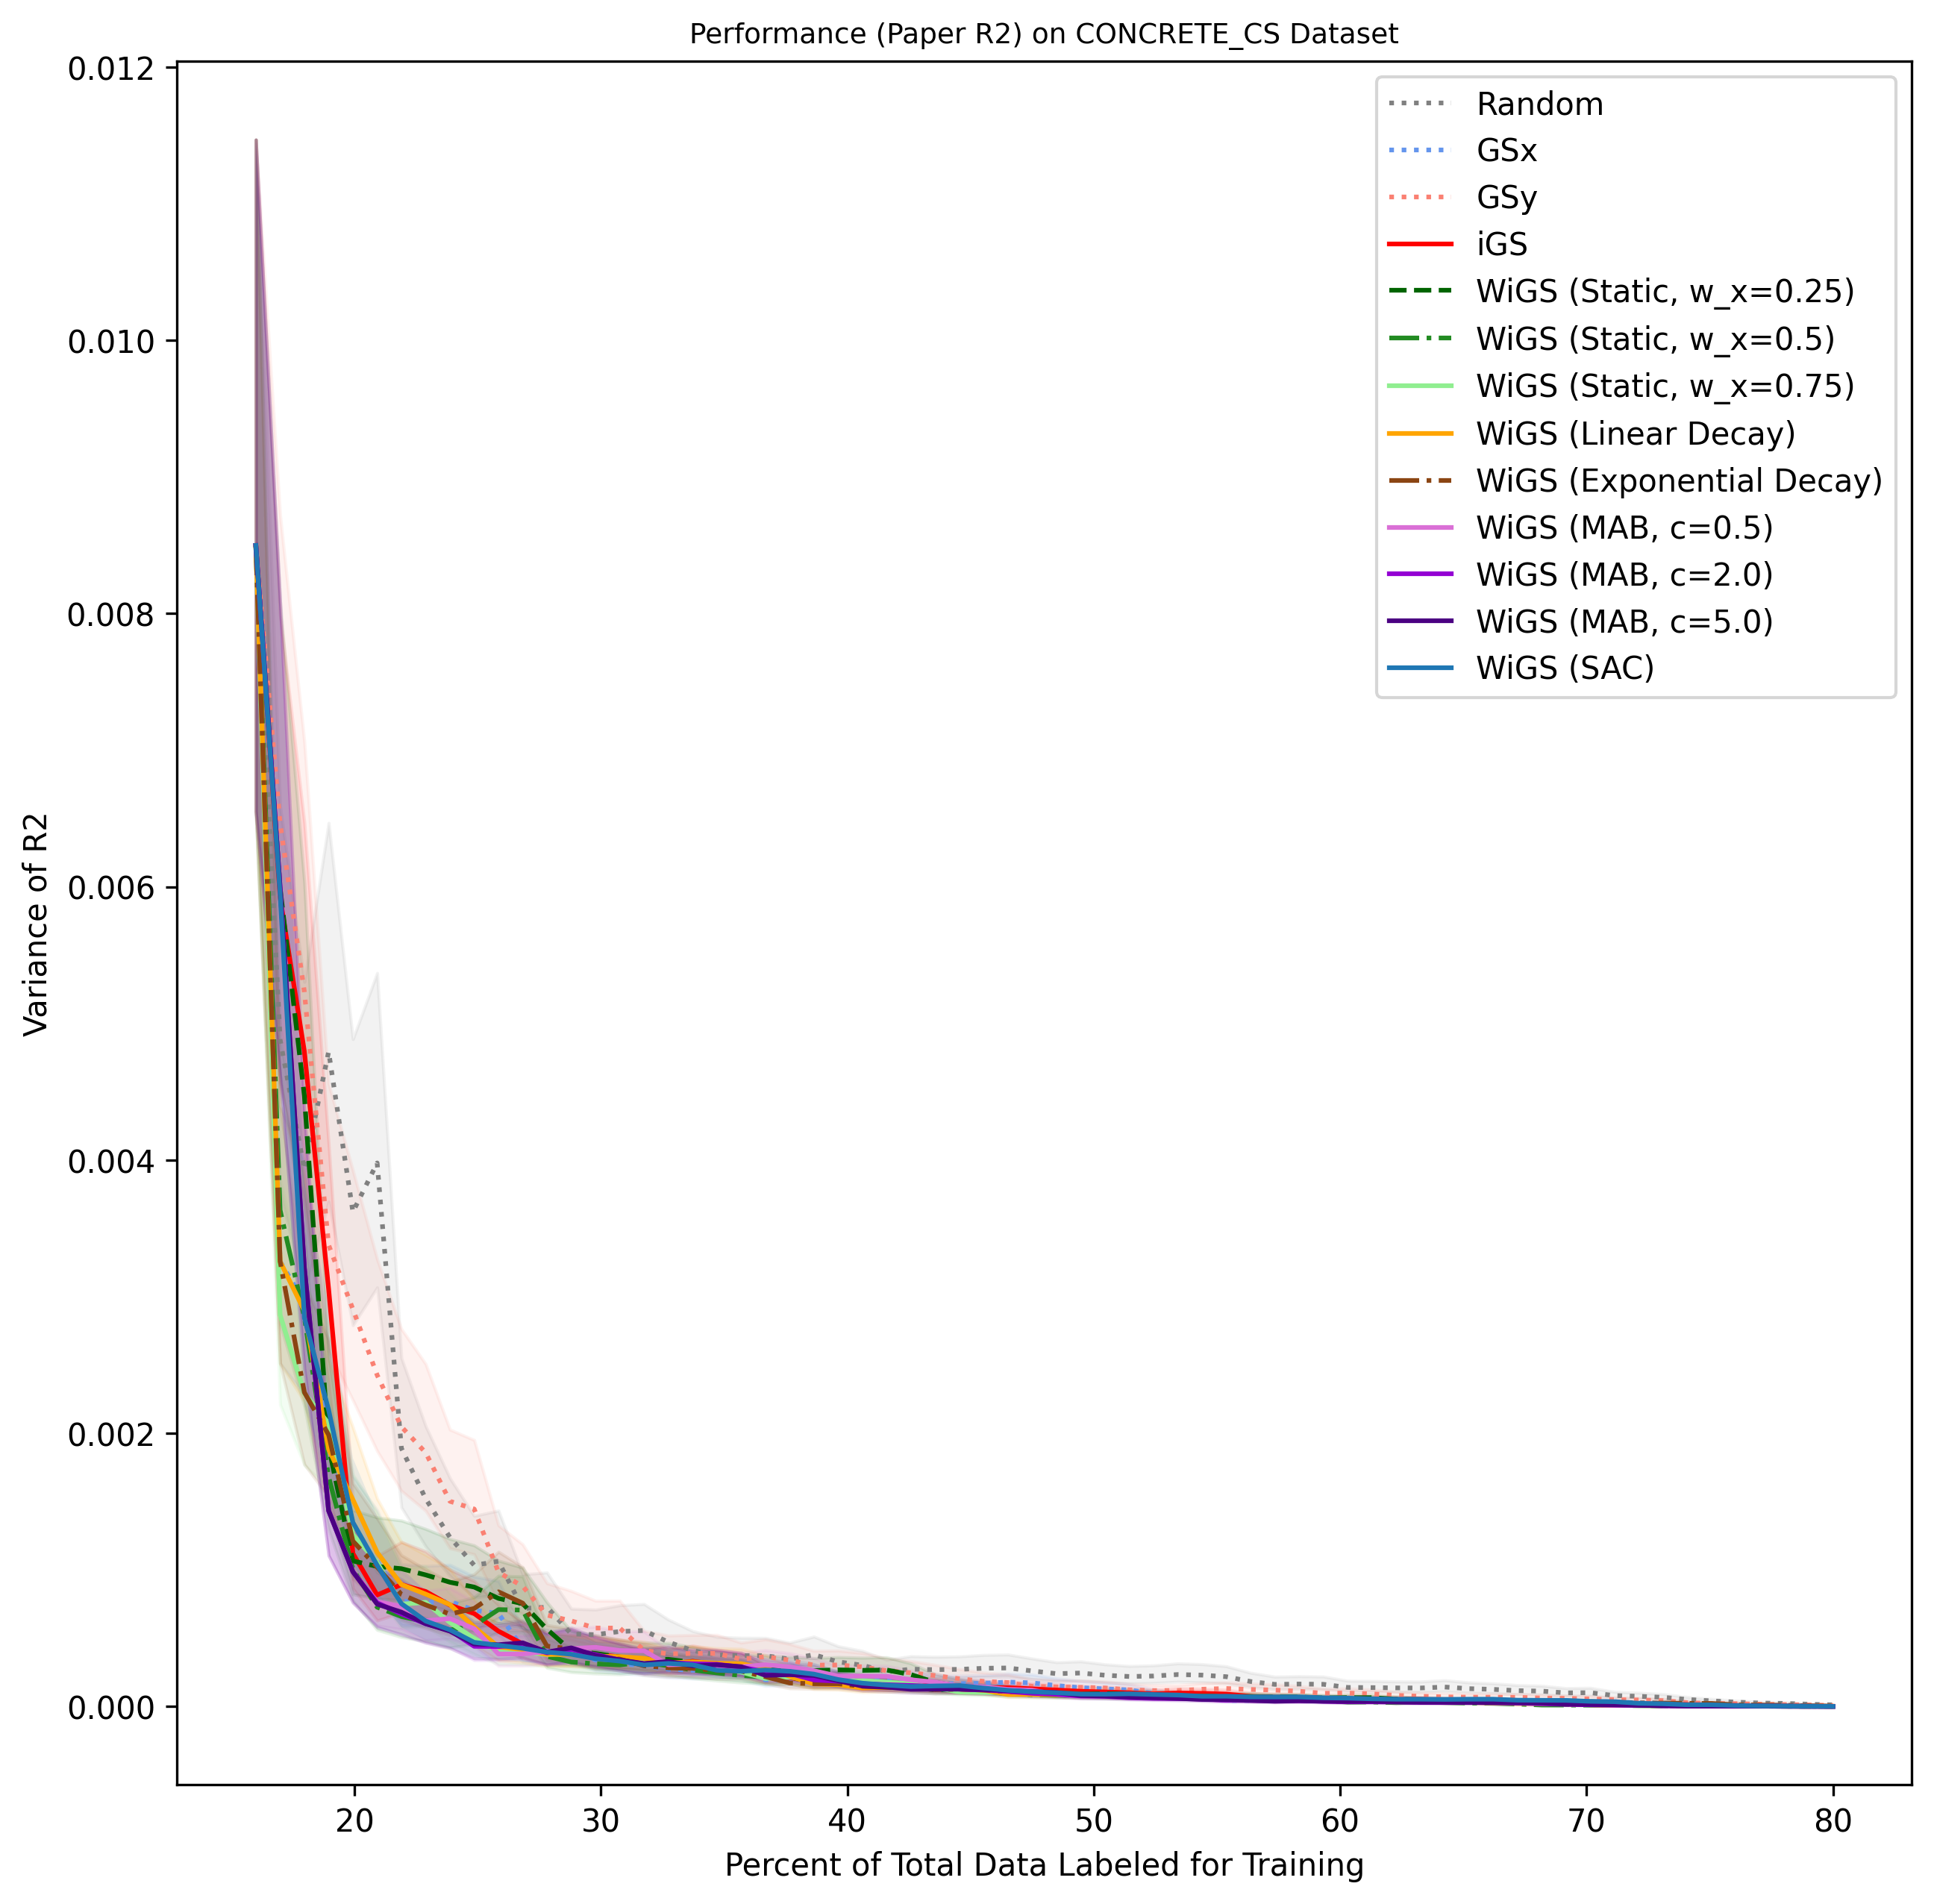 Performance (Paper R2) on CONCRETE_CS Dataset
0.012
0.010
0.008
0.006
0.004
0.002
0.000
Variance of R2
Random
GSx
GSy
iGS
WiGS (Static, w_x=0.25)
WiGS (Static, w_x=0.5)
WiGS (Static, w_x=0.75)
WiGS (Linear Decay)
WiGS (Exponential Decay)
WiGS (MAB, c=0.5)
WiGS (MAB, c=2.0)
WiGS (MAB, c=5.0)
WiGS (SAC)
20 30 40 50 60 70 80
Percent of Total Data Labeled for Training